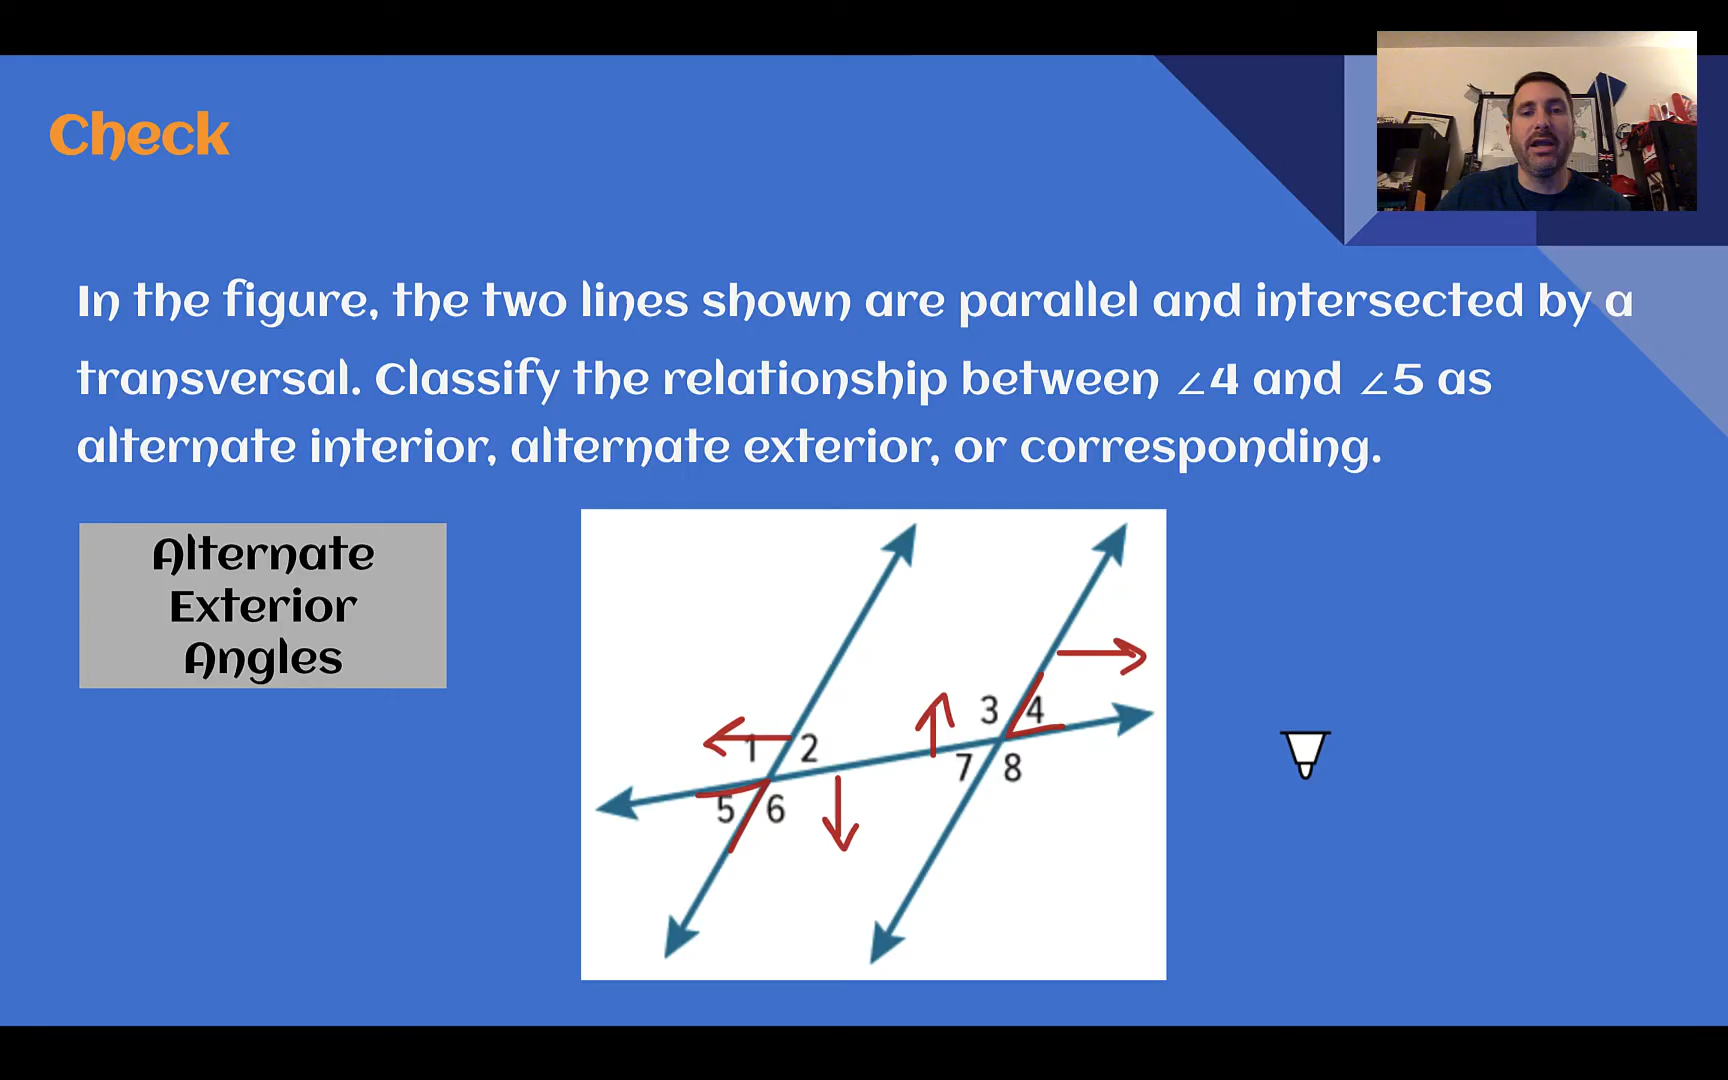 Check
In the figure, the two lines shown are parallel and intersected by a
transversal. Classify the relationship between ∠4 and ∠5 as
alternate interior, alternate exterior, or corresponding.
Alternate
Exterior
Angles
3 4
1 2
7 8
5 6